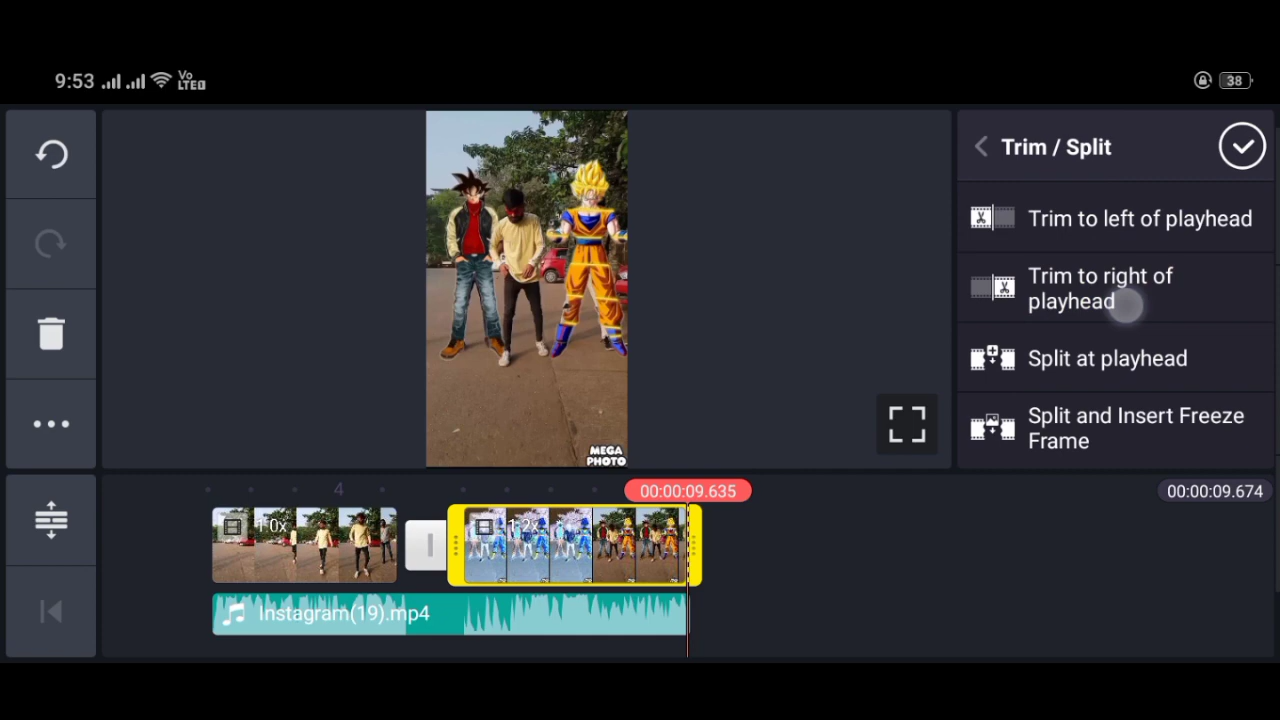 9:53
Vo
LTE
38
Trim / Split
Trim to left of playhead
Trim to right of
playhead
Split at playhead
Split and Insert Freeze
Frame
MEGA
PHOTO
4
00:00:09.635
00:00:09.674
1.0x
1.2x
Instagram(19).mp4